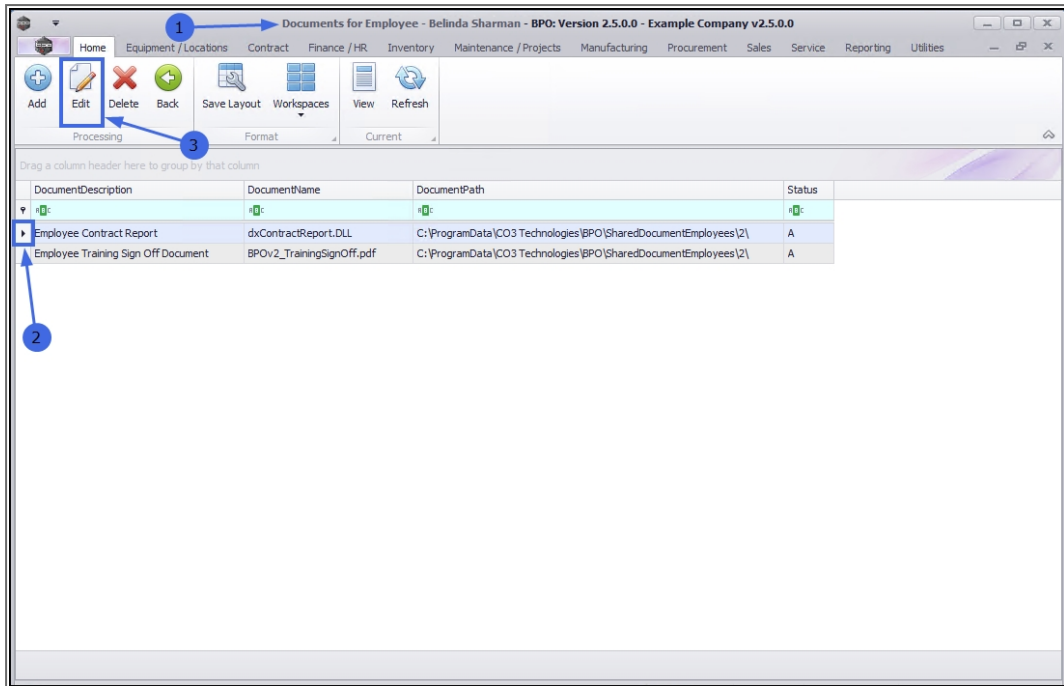 1
Documents for Employee - Belinda Sharman - BPO: Version 2.5.0.0 - Example Company v2.5.0.0
Home Equipment / Locations Contract Finance / HR Inventory Maintenance / Projects Manufacturing Procurement Sales Service Reporting Utilities
Add Edit Delete Back Save Layout Workspaces View Refresh
Processing Format Current
3
Drag a column header here to group by that column
DocumentDescription DocumentName DocumentPath Status
Employee Contract Report dxContractReport.DLL C:\ProgramData\CO3 Technologies\BPO\SharedDocumentEmployees\2\ A
Employee Training Sign Off Document BPOv2_TrainingSignOff.pdf C:\ProgramData\CO3 Technologies\BPO\SharedDocumentEmployees\2\ A
2